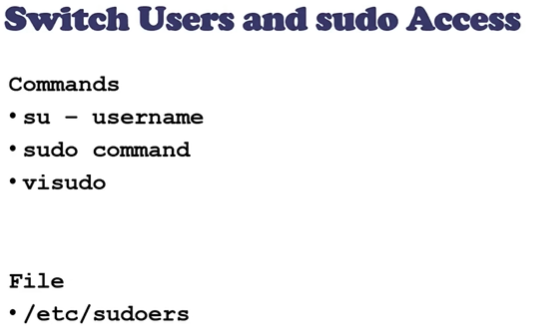 Switch Users and sudo Access
Commands
• su – username
• sudo command
• visudo
File
• /etc/sudoers